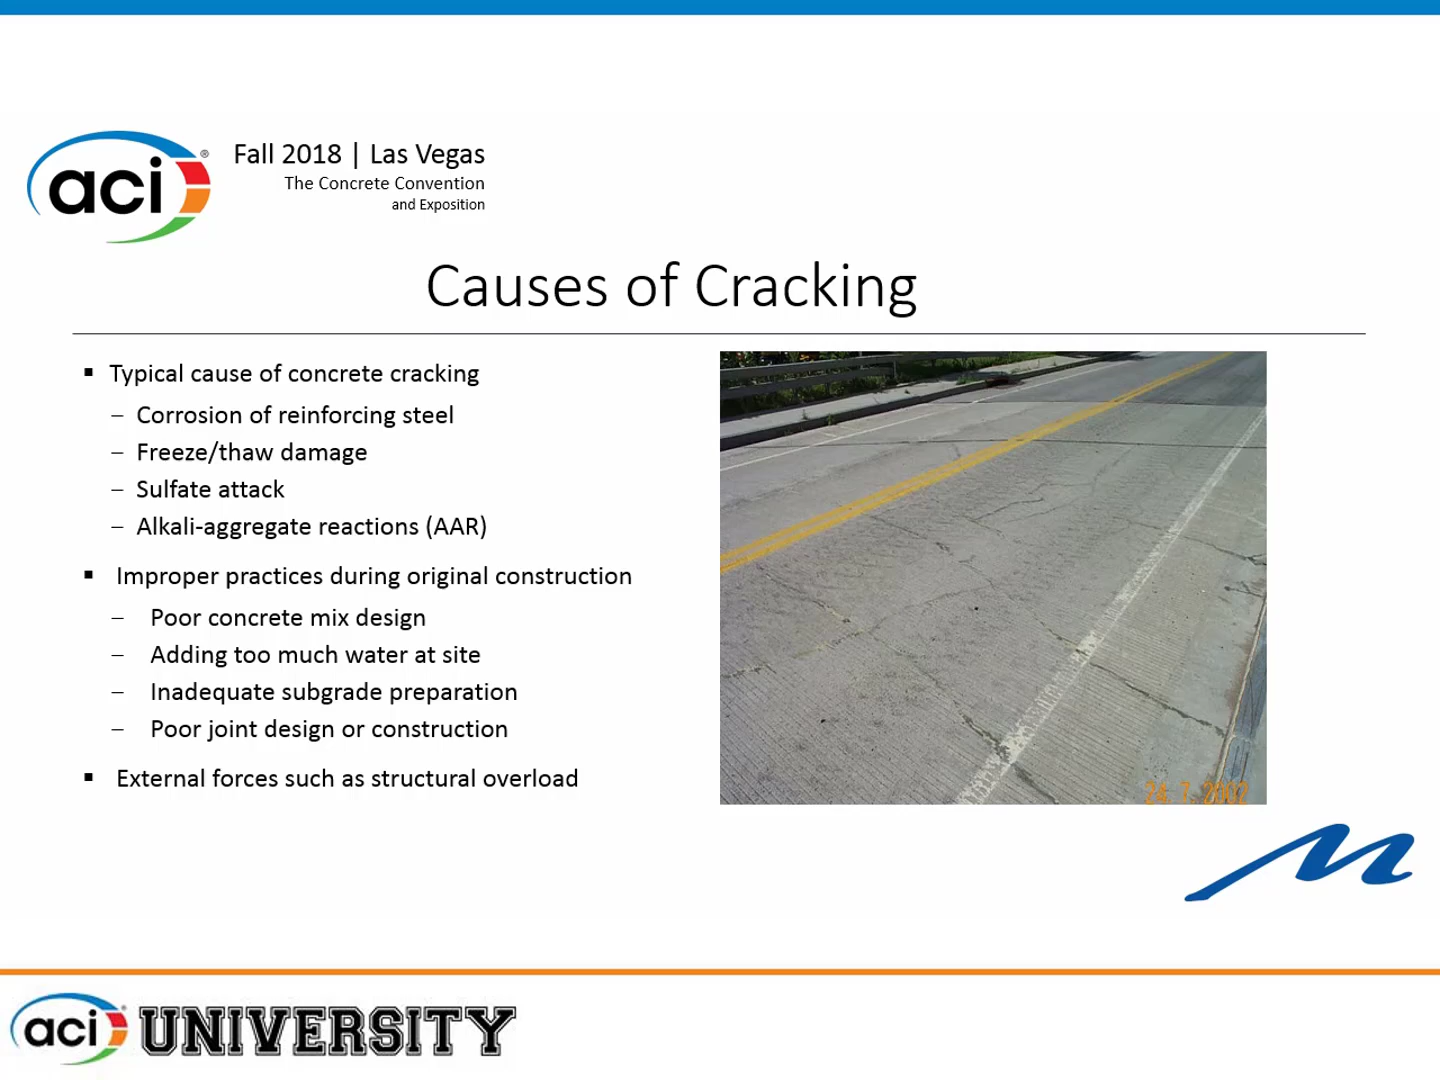 aci®
Fall 2018 | Las Vegas
The Concrete Convention
and Exposition
Causes of Cracking
▪ Typical cause of concrete cracking
– Corrosion of reinforcing steel
– Freeze/thaw damage
– Sulfate attack
– Alkali-aggregate reactions (AAR)
▪ Improper practices during original construction
– Poor concrete mix design
– Adding too much water at site
– Inadequate subgrade preparation
– Poor joint design or construction
▪ External forces such as structural overload
24. 7. 2002
aci UNIVERSITY